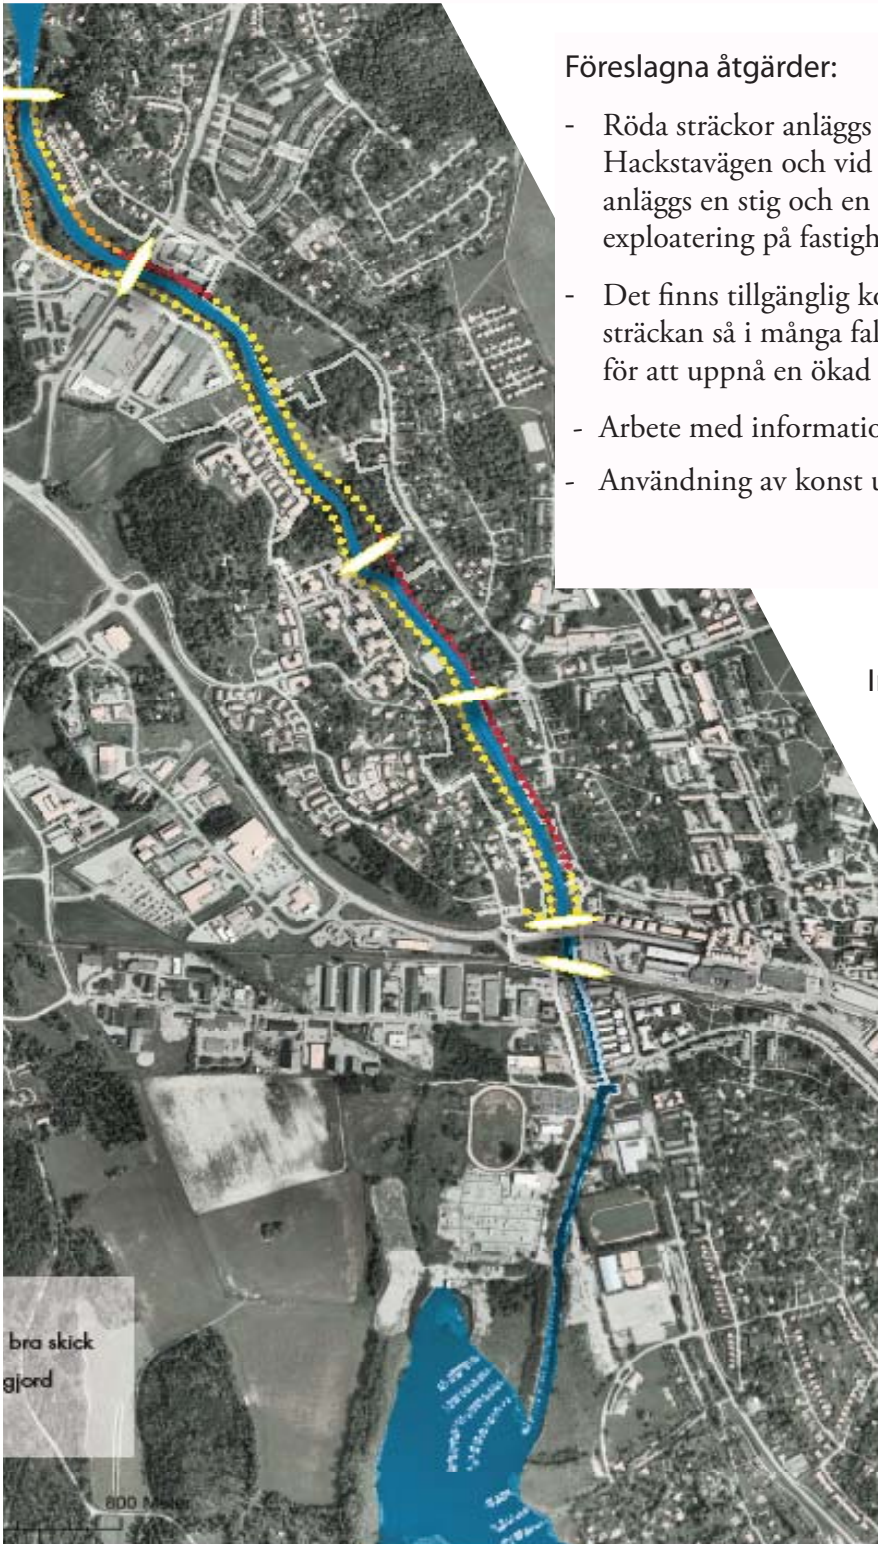 Föreslagna åtgärder:
- Röda sträckor anläggs
Hackstavägen och vid
anläggs en stig och en
exploatering på fastigh
- Det finns tillgänglig ko
sträckan så i många fal
för att uppnå en ökad
- Arbete med informatio
- Användning av konst u
bra skick
gjord
800 Meter